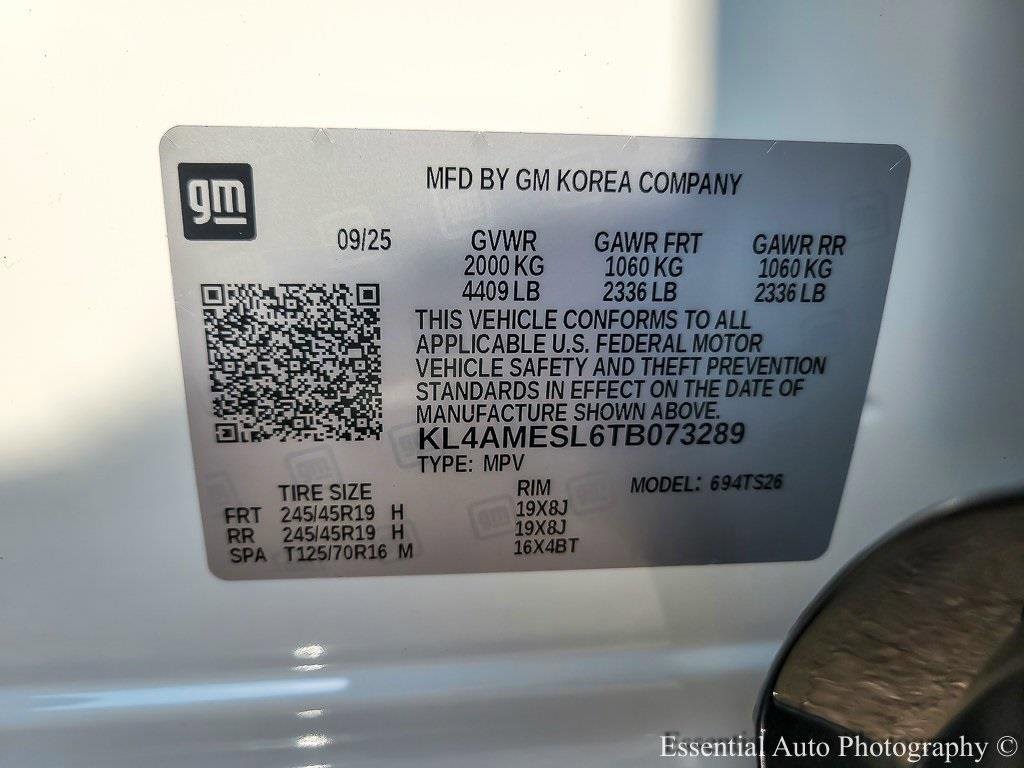 gm
MFD BY GM KOREA COMPANY
09/25 GVWR GAWR FRT GAWR RR
2000 KG 1060 KG 1060 KG
4409 LB 2336 LB 2336 LB
THIS VEHICLE CONFORMS TO ALL
APPLICABLE U.S. FEDERAL MOTOR
VEHICLE SAFETY AND THEFT PREVENTION
STANDARDS IN EFFECT ON THE DATE OF
MANUFACTURE SHOWN ABOVE.
KL4AMESL6TB073289
TYPE: MPV
TIRE SIZE RIM MODEL: 694TS26
FRT 245/45R19 H 19X8J
RR 245/45R19 H 19X8J
SPA T125/70R16 M 16X4BT
Essential Auto Photography ©